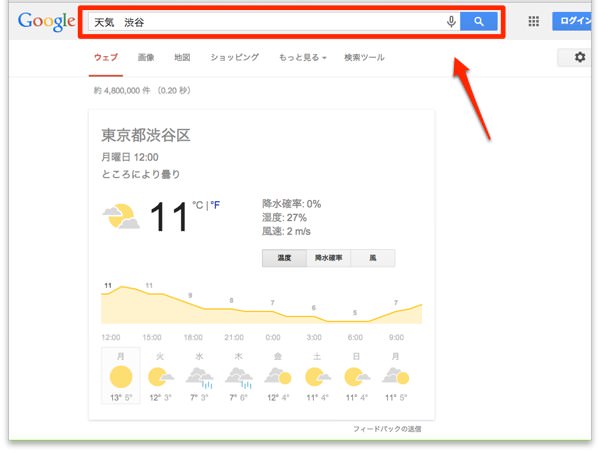 Google 天気 渋谷 ログイン
ウェブ 画像 地図 ショッピング もっと見る 検索ツール
約 4,800,000 件 (0.20 秒)
東京都渋谷区
月曜日 12:00
ところにより曇り
11 °C | °F
降水確率: 0%
湿度: 27%
風速: 2 m/s
温度 降水確率 風
11 11 9 8 7 6 5 7
12:00 15:00 18:00 21:00 0:00 3:00 6:00 9:00
月 火 水 木 金 土 日 月
13° 5° 12° 3° 7° 3° 7° 6° 12° 4° 11° 4° 11° 4° 11° 5°
フィードバックの送信